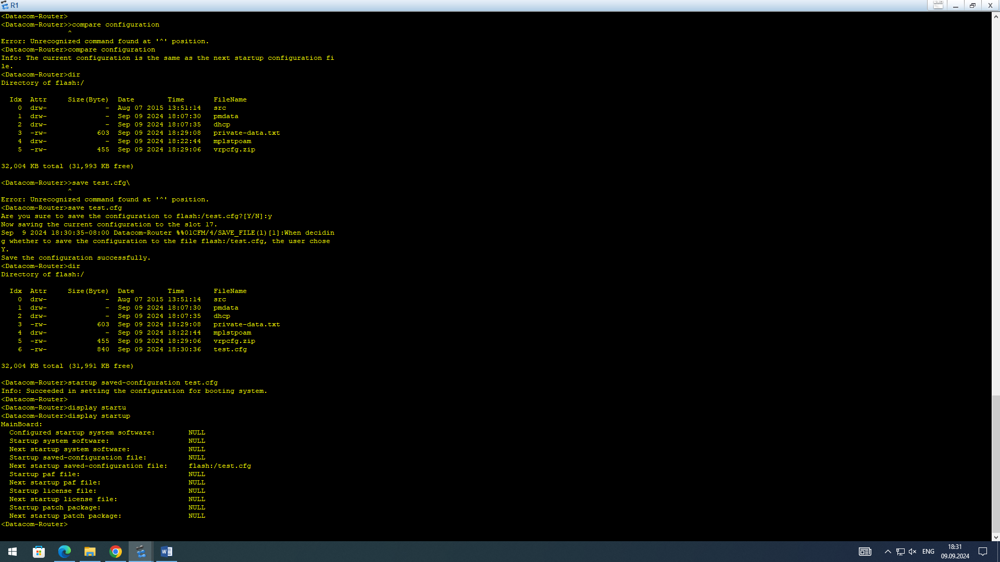 R1
<Datacom-Router>
<Datacom-Router>>compare configuration
^
Error: Unrecognized command found at '^' position.
<Datacom-Router>compare configuration
Info: The current configuration is the same as the next startup configuration fi
le.
<Datacom-Router>dir
Directory of flash:/
Idx  Attr     Size(Byte)  Date        Time       FileName
0  drw-              -  Aug 07 2015 13:51:14   src
1  drw-              -  Sep 09 2024 18:07:30   pmdata
2  drw-              -  Sep 09 2024 18:07:35   dhcp
3  -rw-            603  Sep 09 2024 18:29:08   private-data.txt
4  drw-              -  Sep 09 2024 18:22:44   mplstpoam
5  -rw-            455  Sep 09 2024 18:29:06   vrpcfg.zip
32,004 KB total (31,993 KB free)
<Datacom-Router>>save test.cfg\
^
Error: Unrecognized command found at '^' position.
<Datacom-Router>save test.cfg
Are you sure to save the configuration to flash:/test.cfg?[Y/N]:y
Now saving the current configuration to the slot 17.
Sep  9 2024 18:30:35-08:00 Datacom-Router %%01CFM/4/SAVE_FILE(l)[1]:When decidin
g whether to save the configuration to the file flash:/test.cfg, the user chose
Y.
Save the configuration successfully.
<Datacom-Router>dir
Directory of flash:/
Idx  Attr     Size(Byte)  Date        Time       FileName
0  drw-              -  Aug 07 2015 13:51:14   src
1  drw-              -  Sep 09 2024 18:07:30   pmdata
2  drw-              -  Sep 09 2024 18:07:35   dhcp
3  -rw-            603  Sep 09 2024 18:29:08   private-data.txt
4  drw-              -  Sep 09 2024 18:22:44   mplstpoam
5  -rw-            455  Sep 09 2024 18:29:06   vrpcfg.zip
6  -rw-            840  Sep 09 2024 18:30:36   test.cfg
32,004 KB total (31,991 KB free)
<Datacom-Router>startup saved-configuration test.cfg
Info: Succeeded in setting the configuration for booting system.
<Datacom-Router>
<Datacom-Router>display startu
<Datacom-Router>display startup
MainBoard:
Configured startup system software:        NULL
Startup system software:                   NULL
Next startup system software:              NULL
Startup saved-configuration file:          NULL
Next startup saved-configuration file:     flash:/test.cfg
Startup paf file:                          NULL
Next startup paf file:                     NULL
Startup license file:                      NULL
Next startup license file:                 NULL
Startup patch package:                     NULL
Next startup patch package:                NULL
<Datacom-Router>
ENG
18:31
09.09.2024